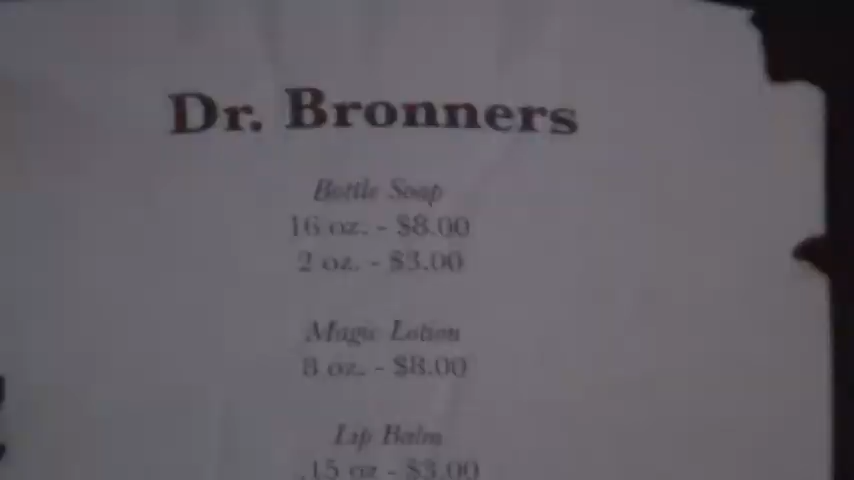 Dr. Bronners
Bottle Soap
16 oz. - $8.00
2 oz. - $3.00
Magic Lotion
8 oz. - $8.00
Lip Balm
.15 oz - $3.00